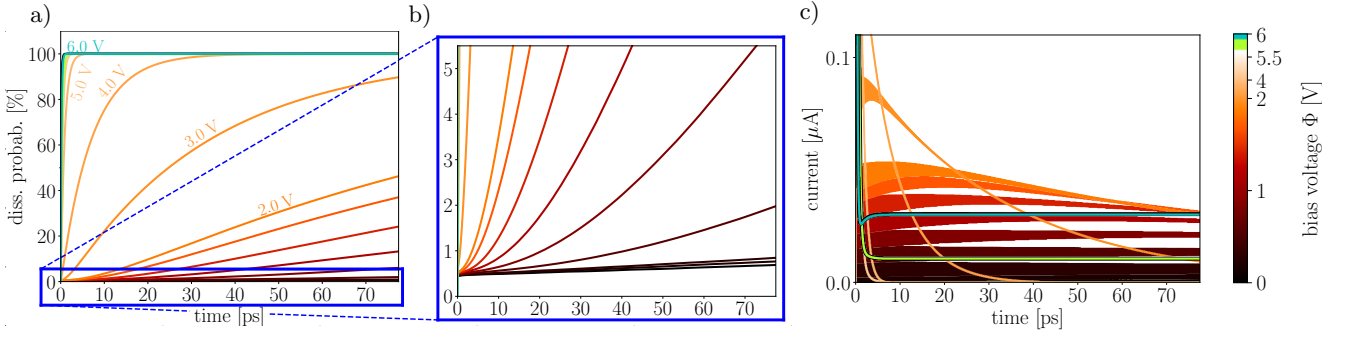 a)
diss. probab. [%]
100
80
60
40
20
0
6.0 V
5.0 V
4.0 V
3.0 V
2.0 V
0 10 20 30 40 50 60 70
time [ps]
b)
5
4
3
2
1
0
0 10 20 30 40 50 60 70
c)
current [μA]
0.1
0.0
0 10 20 30 40 50 60 70
time [ps]
6
5.5
4
2
1
0
bias voltage Φ [V]